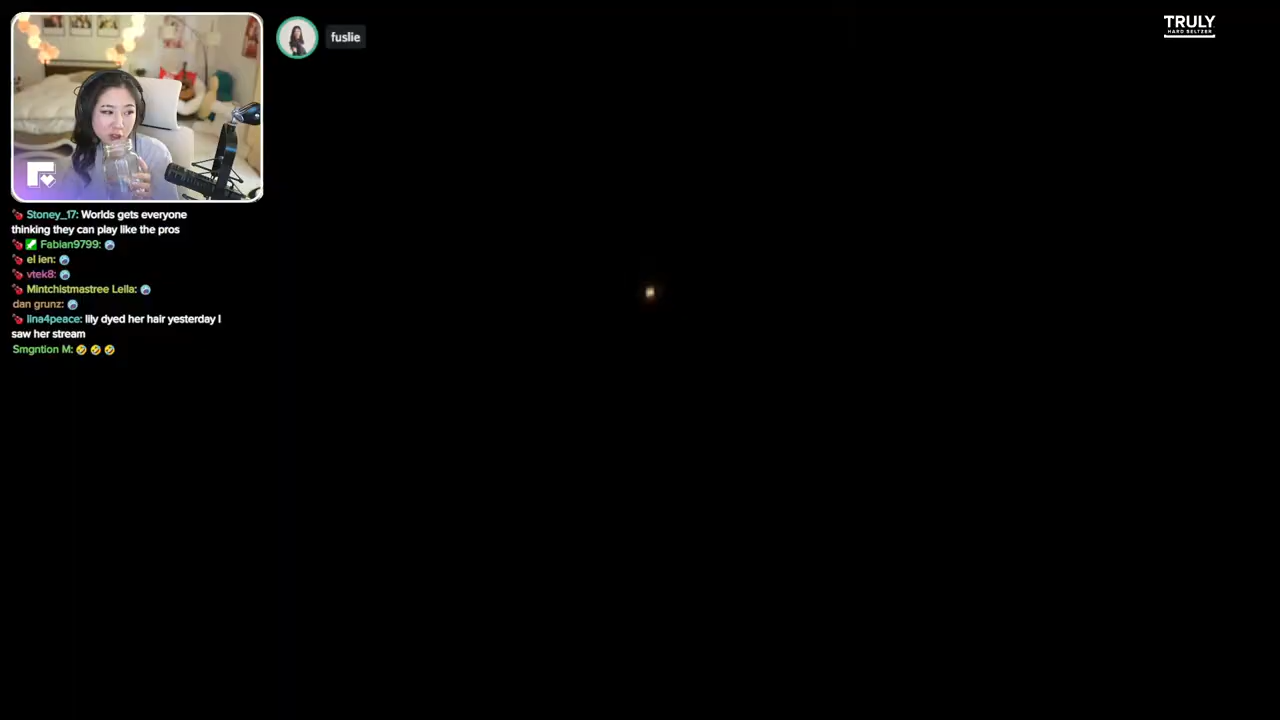 fuslie
TRULY
HARD SELTZER
Stoney_17: Worlds gets everyone
thinking they can play like the pros
Fabian9799:
el ien:
vtek8:
Mintchistmastree Leila:
dan grunz:
lina4peace: lily dyed her hair yesterday I
saw her stream
Smgntion M: 🤣 🤣 🤣